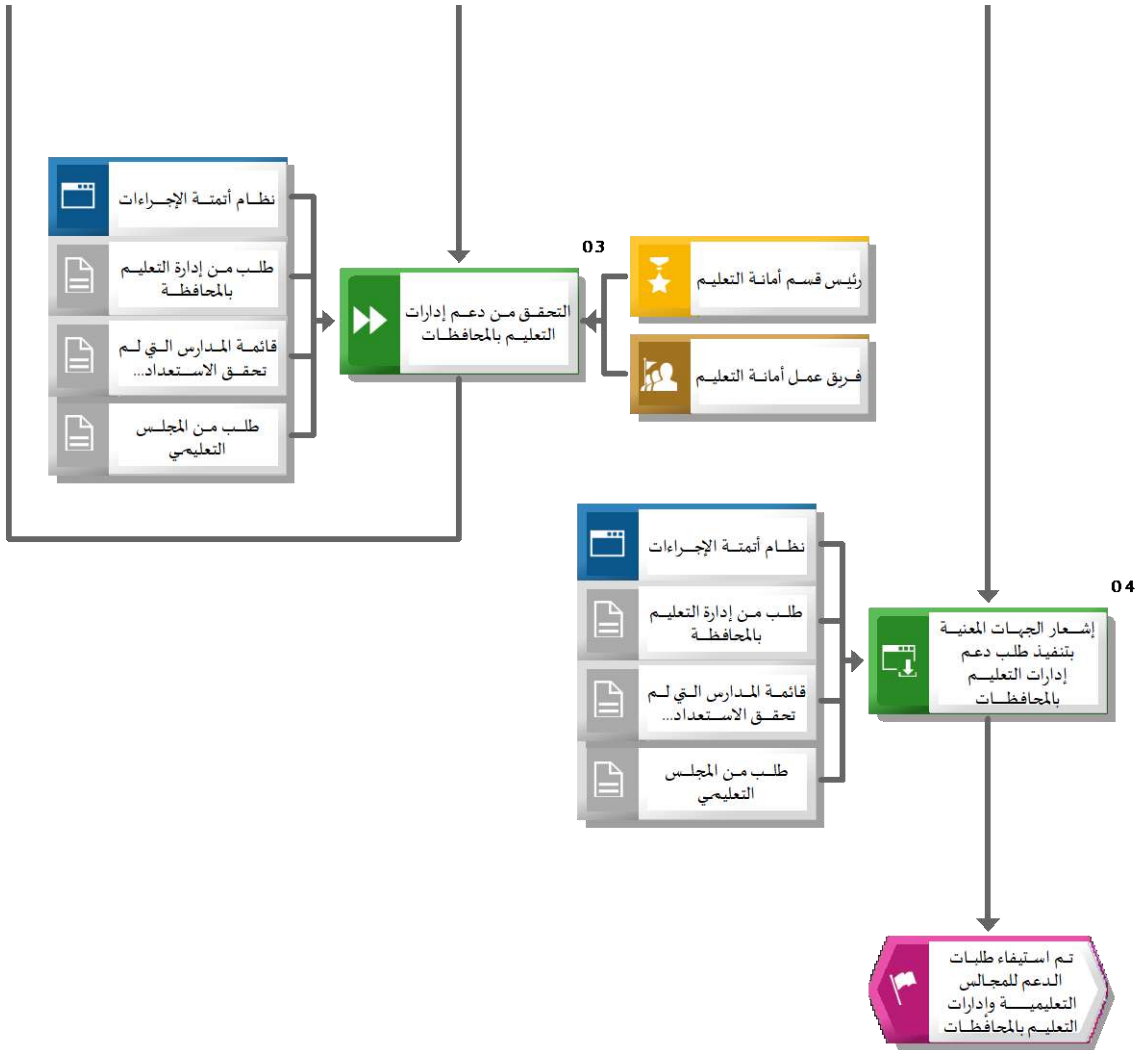 نظام أتمتة الإجراءات
طلب من إدارة التعليم
بالمحافظة
قائمة المدارس التي لم
تحقق الاستعداد...
طلب من المجلس
التعليمي
03
التحقق من دعم إدارات
التعليم بالمحافظات
رئيس قسم أمانة التعليم
فريق عمل أمانة التعليم
نظام أتمتة الإجراءات
طلب من إدارة التعليم
بالمحافظة
قائمة المدارس التي لم
تحقق الاستعداد...
طلب من المجلس
التعليمي
04
إشعار الجهات المعنية
بتنفيذ طلب دعم
إدارات التعليم
بالمحافظات
تم استيفاء طلبات
الدعم للمجالس
التعليمية وإدارات
التعليم بالمحافظات